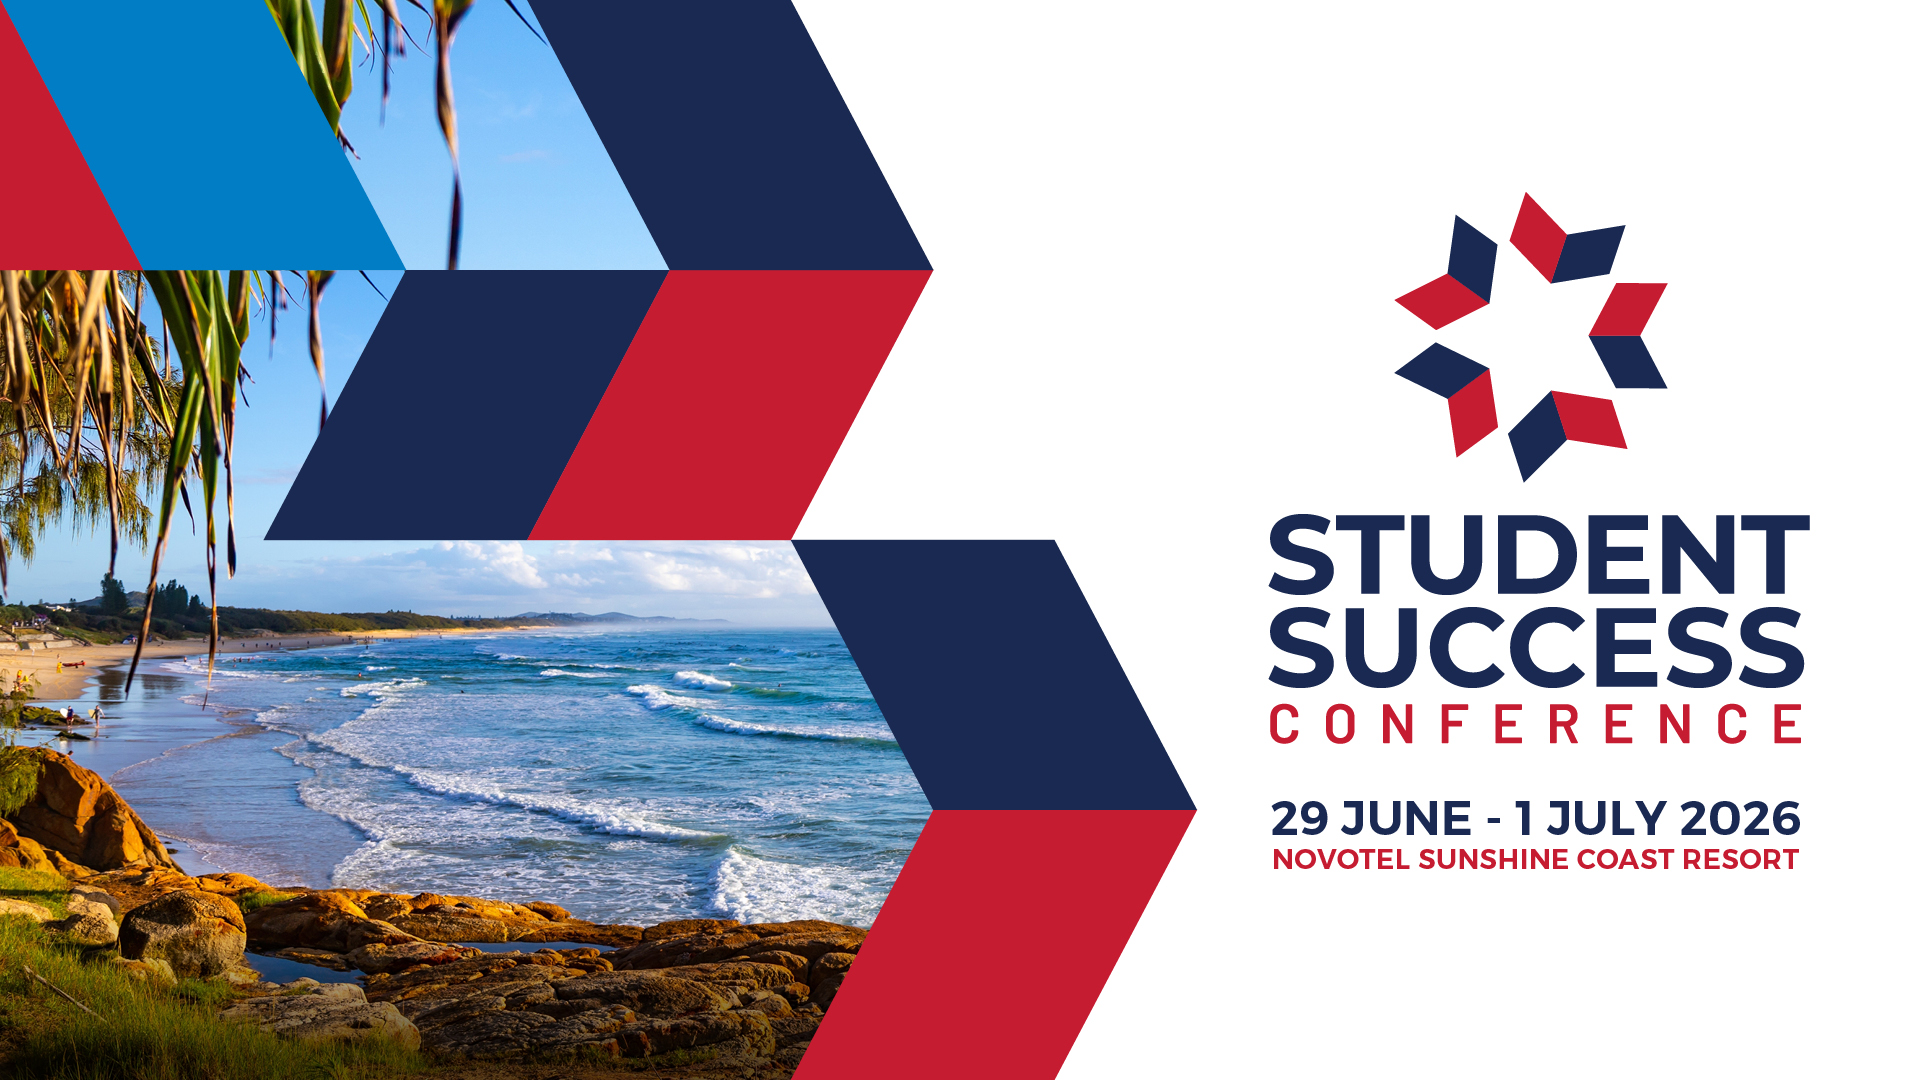 STUDENT
SUCCESS
CONFERENCE
29 JUNE - 1 JULY 2026
NOVOTEL SUNSHINE COAST RESORT